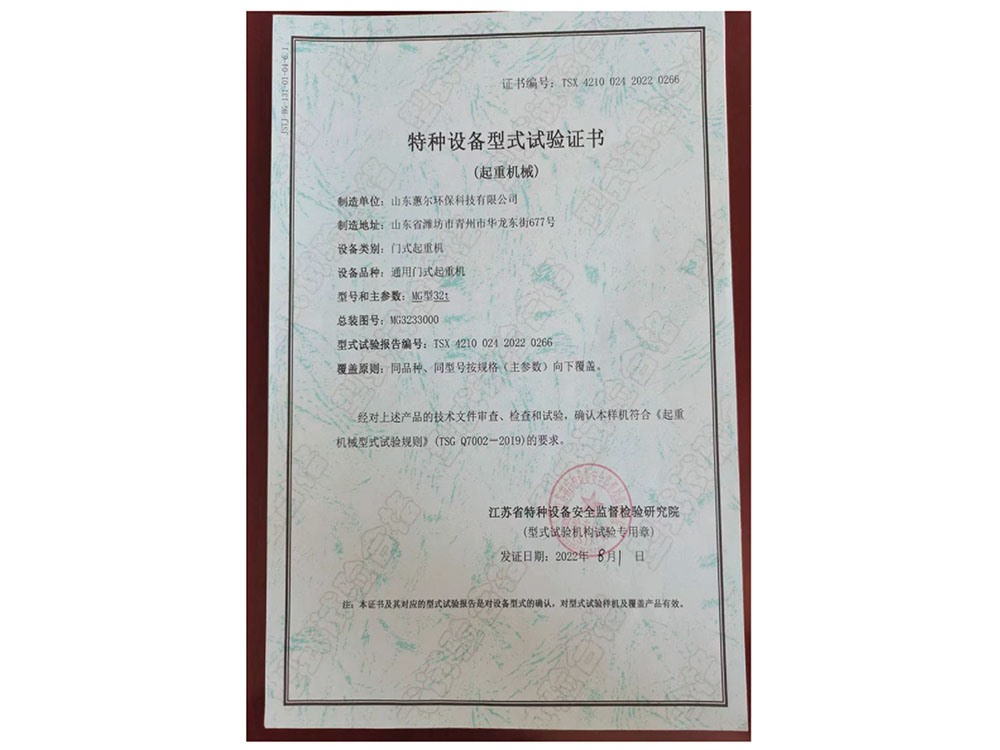 证书编号：TSX 4210 024 2022 0266
特种设备型式试验证书
(起重机械)
制造单位：山东蕙尔环保科技有限公司
制造地址：山东省潍坊市青州市华龙东街677号
设备类别：门式起重机
设备品种：通用门式起重机
型号和主参数：MG型32t
总装图号：MG3233000
型式试验报告编号：TSX 4210 024 2022 0266
覆盖原则：同品种、同型号按规格（主参数）向下覆盖。
经对上述产品的技术文件审查、检查和试验，确认本样机符合《起重
机械型式试验规则》(TSG Q7002－2019)的要求。
江苏省特种设备安全监督检验研究院
(型式试验机构试验专用章)
发证日期：2022年 8月1 日
注：本证书及其对应的型式试验报告是对设备型式的确认，对型式试验样机及覆盖产品有效。